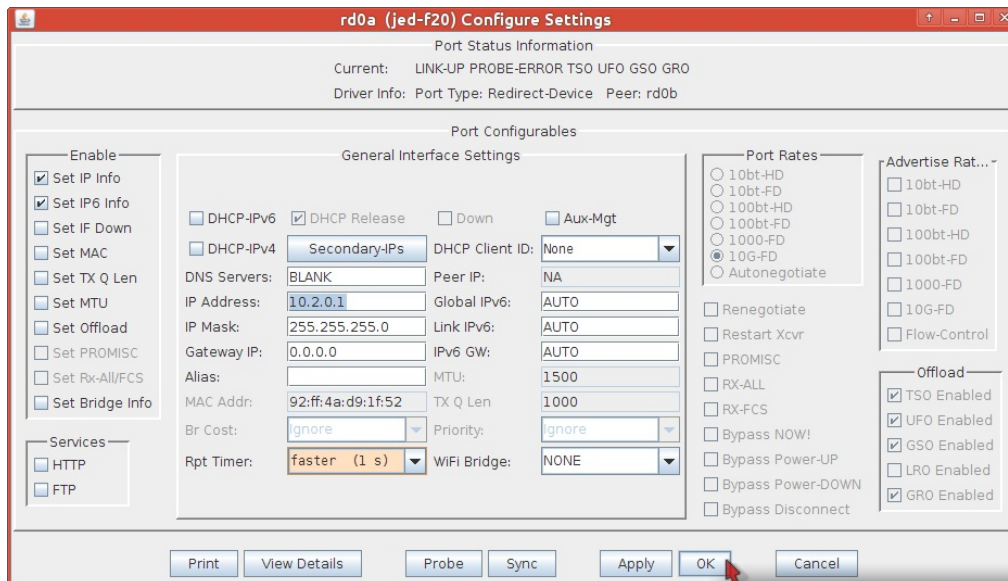 rd0a (jed-f20) Configure Settings
Port Status Information
Current: LINK-UP PROBE-ERROR TSO UFO GSO GRO
Driver Info: Port Type: Redirect-Device Peer: rd0b
Port Configurables
Enable
Set IP Info
Set IP6 Info
Set IF Down
Set MAC
Set TX Q Len
Set MTU
Set Offload
Set PROMISC
Set Rx-All/FCS
Set Bridge Info
Services
HTTP
FTP
General Interface Settings
DHCP-IPv6 DHCP Release Down Aux-Mgt
DHCP-IPv4 Secondary-IPs DHCP Client ID: None
DNS Servers: BLANK Peer IP: NA
IP Address: 10.2.0.1 Global IPv6: AUTO
IP Mask: 255.255.255.0 Link IPv6: AUTO
Gateway IP: 0.0.0.0 IPv6 GW: AUTO
Alias: MTU: 1500
MAC Addr: 92:ff:4a:d9:1f:52 TX Q Len 1000
Br Cost: Ignore Priority: Ignore
Rpt Timer: faster (1 s) WiFi Bridge: NONE
Port Rates
10bt-HD
10bt-FD
100bt-HD
100bt-FD
1000-FD
10G-FD
Autonegotiate
Renegotiate
Restart Xcvr
PROMISC
RX-ALL
RX-FCS
Bypass NOW!
Bypass Power-UP
Bypass Power-DOWN
Bypass Disconnect
Advertise Rat...
10bt-HD
10bt-FD
100bt-HD
100bt-FD
1000-FD
10G-FD
Flow-Control
Offload
TSO Enabled
UFO Enabled
GSO Enabled
LRO Enabled
GRO Enabled
Print View Details Probe Sync Apply OK Cancel